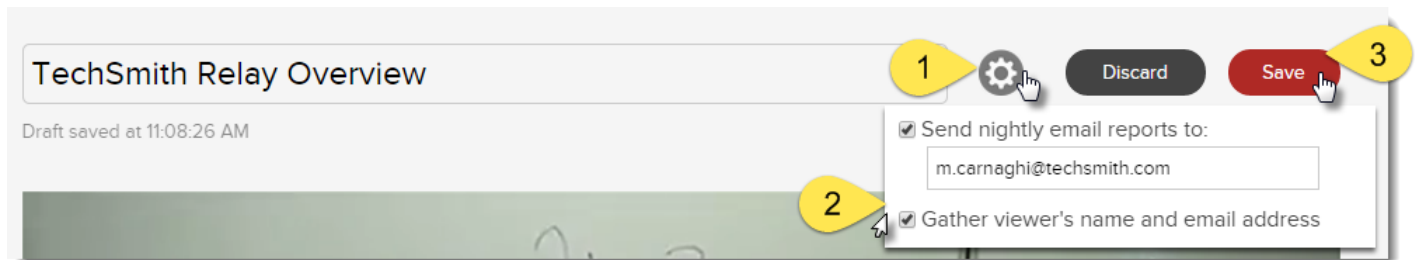 TechSmith Relay Overview
1
Discard
Save
3
Draft saved at 11:08:26 AM
Send nightly email reports to:
m.carnaghi@techsmith.com
2
Gather viewer's name and email address